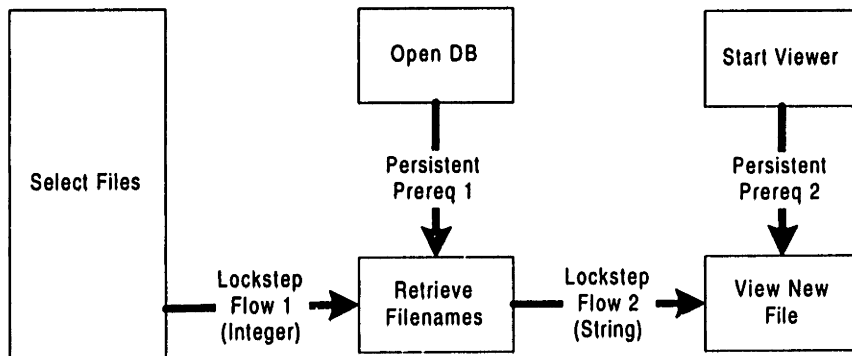 Open DB
Start Viewer
Select Files
Persistent
Prereq 1
Persistent
Prereq 2
Lockstep
Flow 1
(Integer)
Retrieve
Filenames
Lockstep
Flow 2
(String)
View New
File